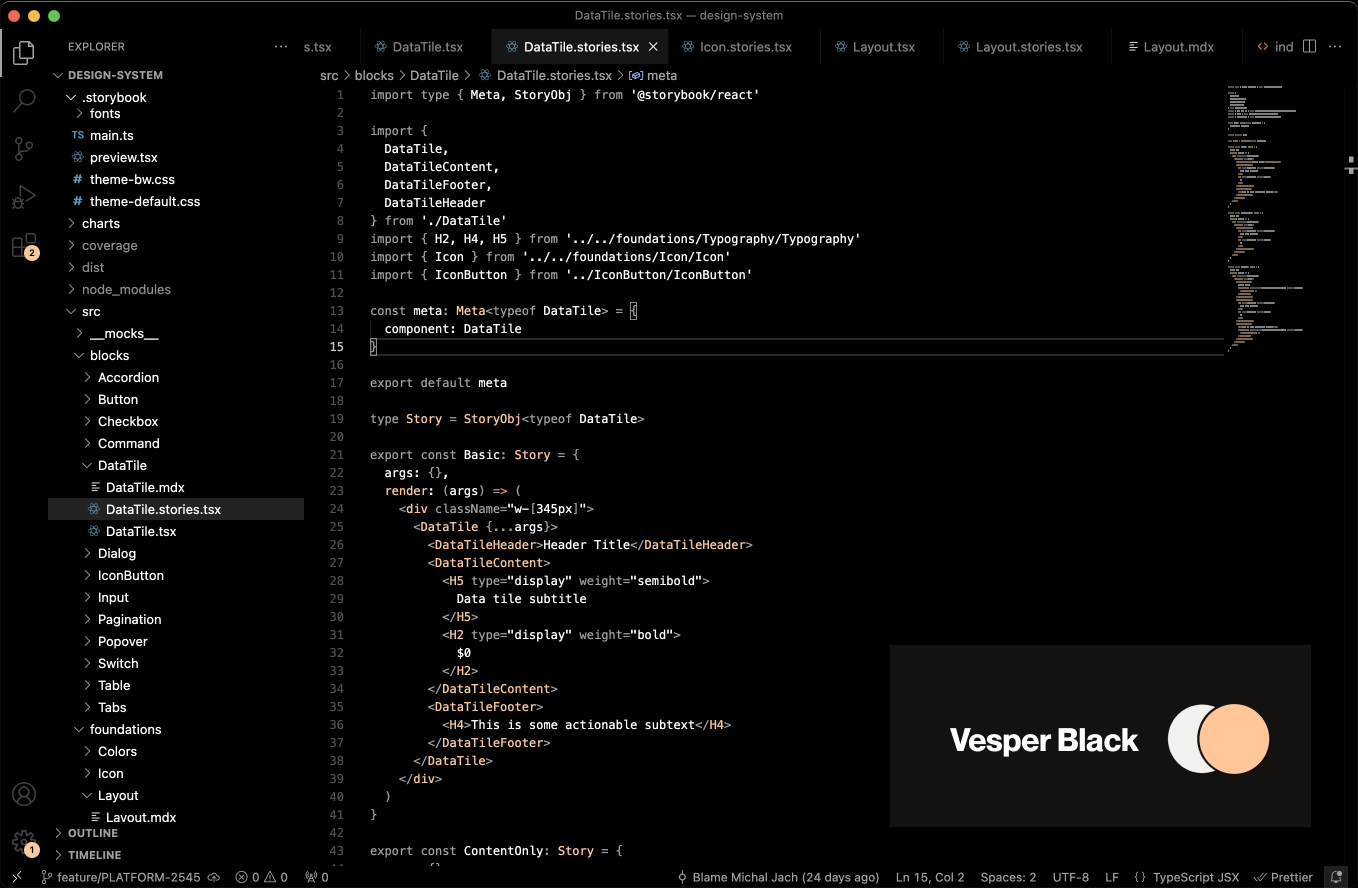 DataTile.stories.tsx — design-system
EXPLORER
··· s.tsx DataTile.tsx DataTile.stories.tsx Icon.stories.tsx Layout.tsx Layout.stories.tsx Layout.mdx <> ind ···
DESIGN-SYSTEM
.storybook
fonts
TS main.ts
preview.tsx
# theme-bw.css
# theme-default.css
charts
coverage
dist
node_modules
src
__mocks__
blocks
Accordion
Button
Checkbox
Command
DataTile
DataTile.mdx
DataTile.stories.tsx
DataTile.tsx
Dialog
IconButton
Input
Pagination
Popover
Switch
Table
Tabs
foundations
Colors
Icon
Layout
Layout.mdx
OUTLINE
TIMELINE
2
1
src > blocks > DataTile > DataTile.stories.tsx > meta
1 import type { Meta, StoryObj } from '@storybook/react'
2
3 import {
4 DataTile,
5 DataTileContent,
6 DataTileFooter,
7 DataTileHeader
8 } from './DataTile'
9 import { H2, H4, H5 } from '../../foundations/Typography/Typography'
10 import { Icon } from '../../foundations/Icon/Icon'
11 import { IconButton } from '../IconButton/IconButton'
12
13 const meta: Meta<typeof DataTile> = {
14 component: DataTile
15 }
16
17 export default meta
18
19 type Story = StoryObj<typeof DataTile>
20
21 export const Basic: Story = {
22 args: {},
23 render: (args) => (
24 <div className="w-[345px]">
25 <DataTile {...args}>
26 <DataTileHeader>Header Title</DataTileHeader>
27 <DataTileContent>
28 <H5 type="display" weight="semibold">
29 Data tile subtitle
30 </H5>
31 <H2 type="display" weight="bold">
32 $0
33 </H2>
34 </DataTileContent>
35 <DataTileFooter>
36 <H4>This is some actionable subtext</H4>
37 </DataTileFooter>
38 </DataTile>
39 </div>
40 )
41 }
42
43 export const ContentOnly: Story = {
Vesper Black
feature/PLATFORM-2545 0 0 0 Blame Michal Jach (24 days ago) Ln 15, Col 2 Spaces: 2 UTF-8 LF {} TypeScript JSX Prettier